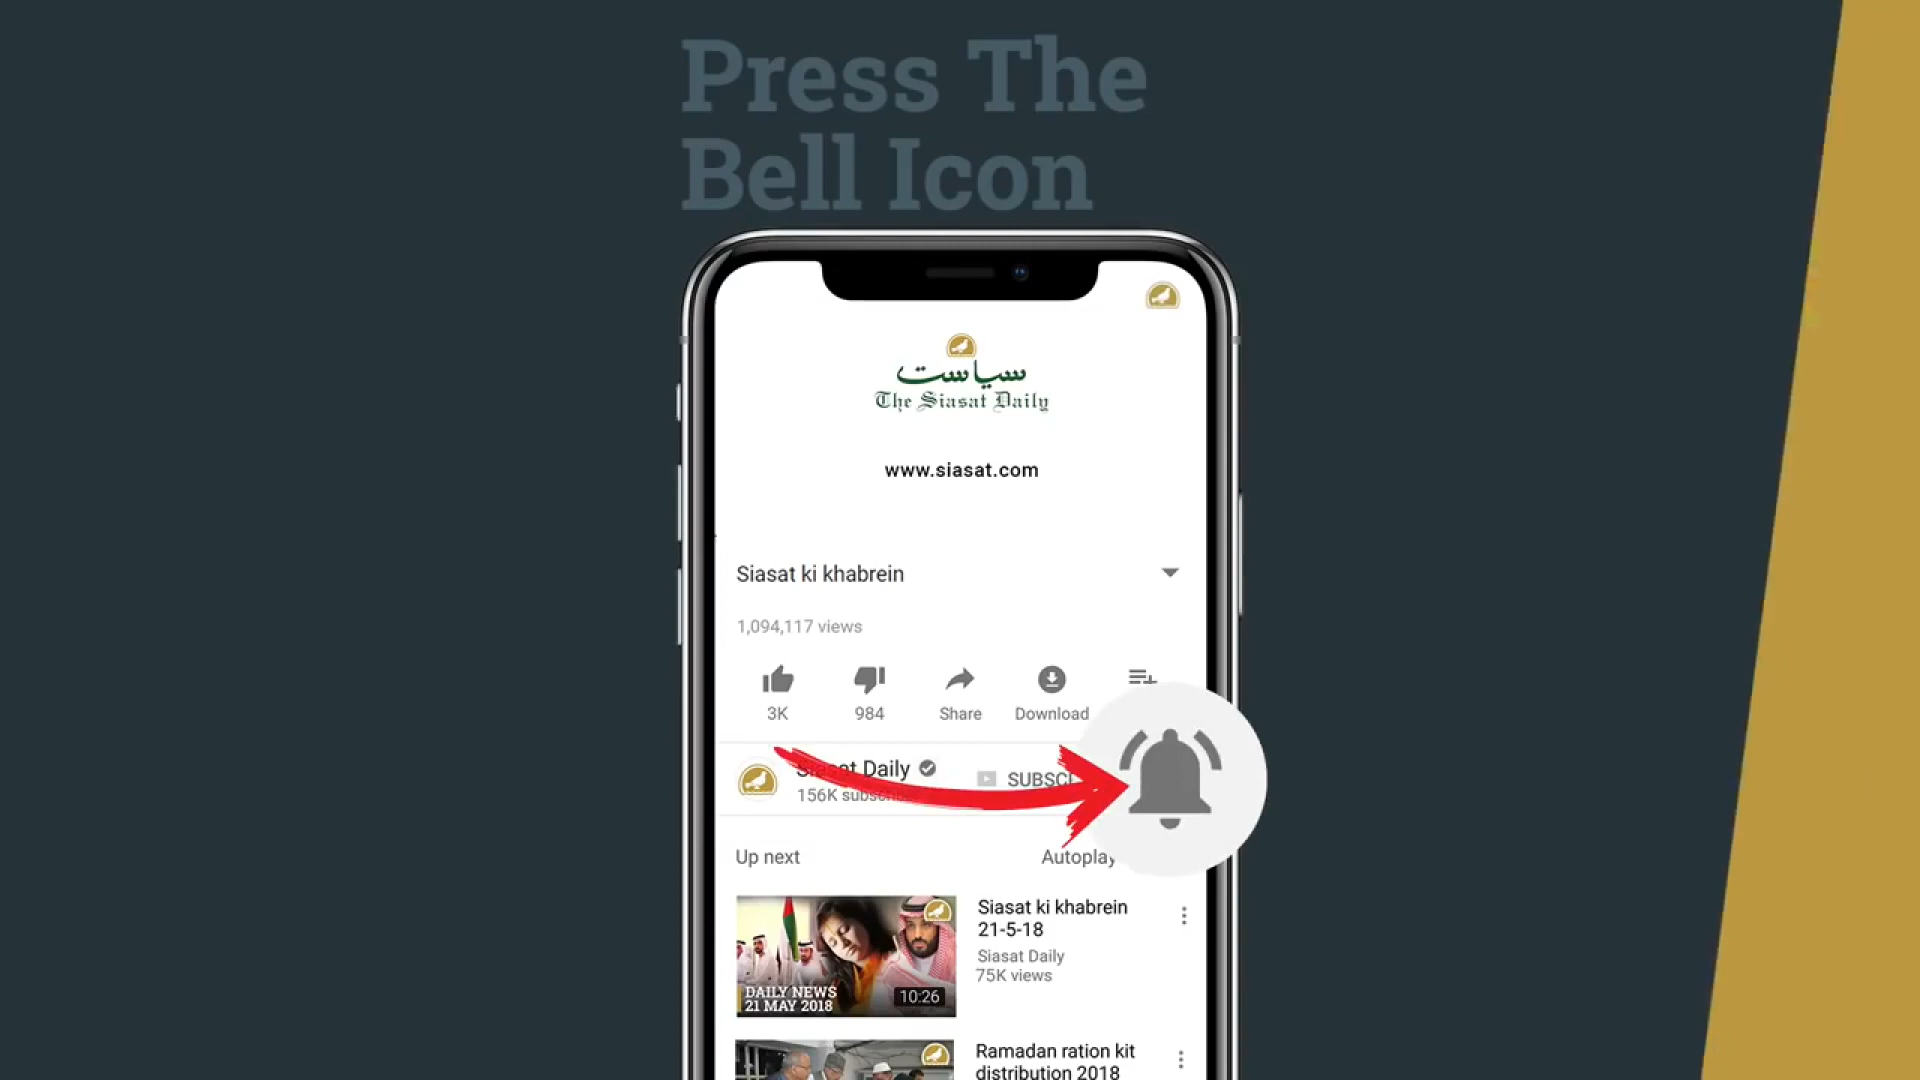 Press The
Bell Icon
سیاست
The Siasat Daily
www.siasat.com
Siasat ki khabrein
1,094,117 views
3K
984
Share
Download
Siasat Daily
SUBSC
156K
Up next
Autoplay
Siasat ki khabrein
21-5-18
Siasat Daily
75K views
DAILY NEWS
21 MAY 2018
10:26
Ramadan ration kit
distribution 2018